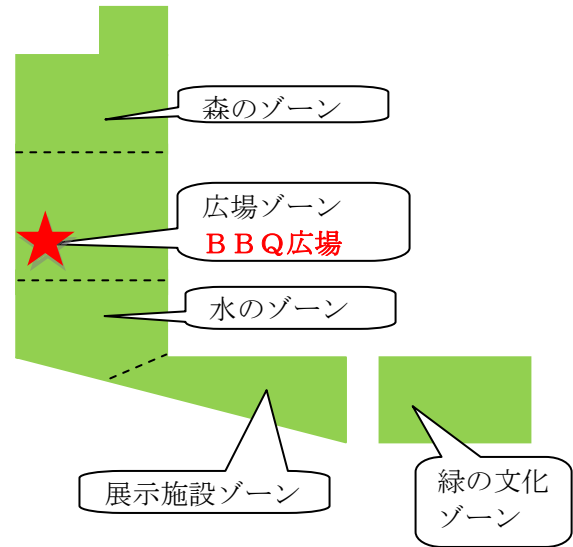 森のゾーン
広場ゾーン
ＢＢＱ広場
水のゾーン
展示施設ゾーン
緑の文化
ゾーン